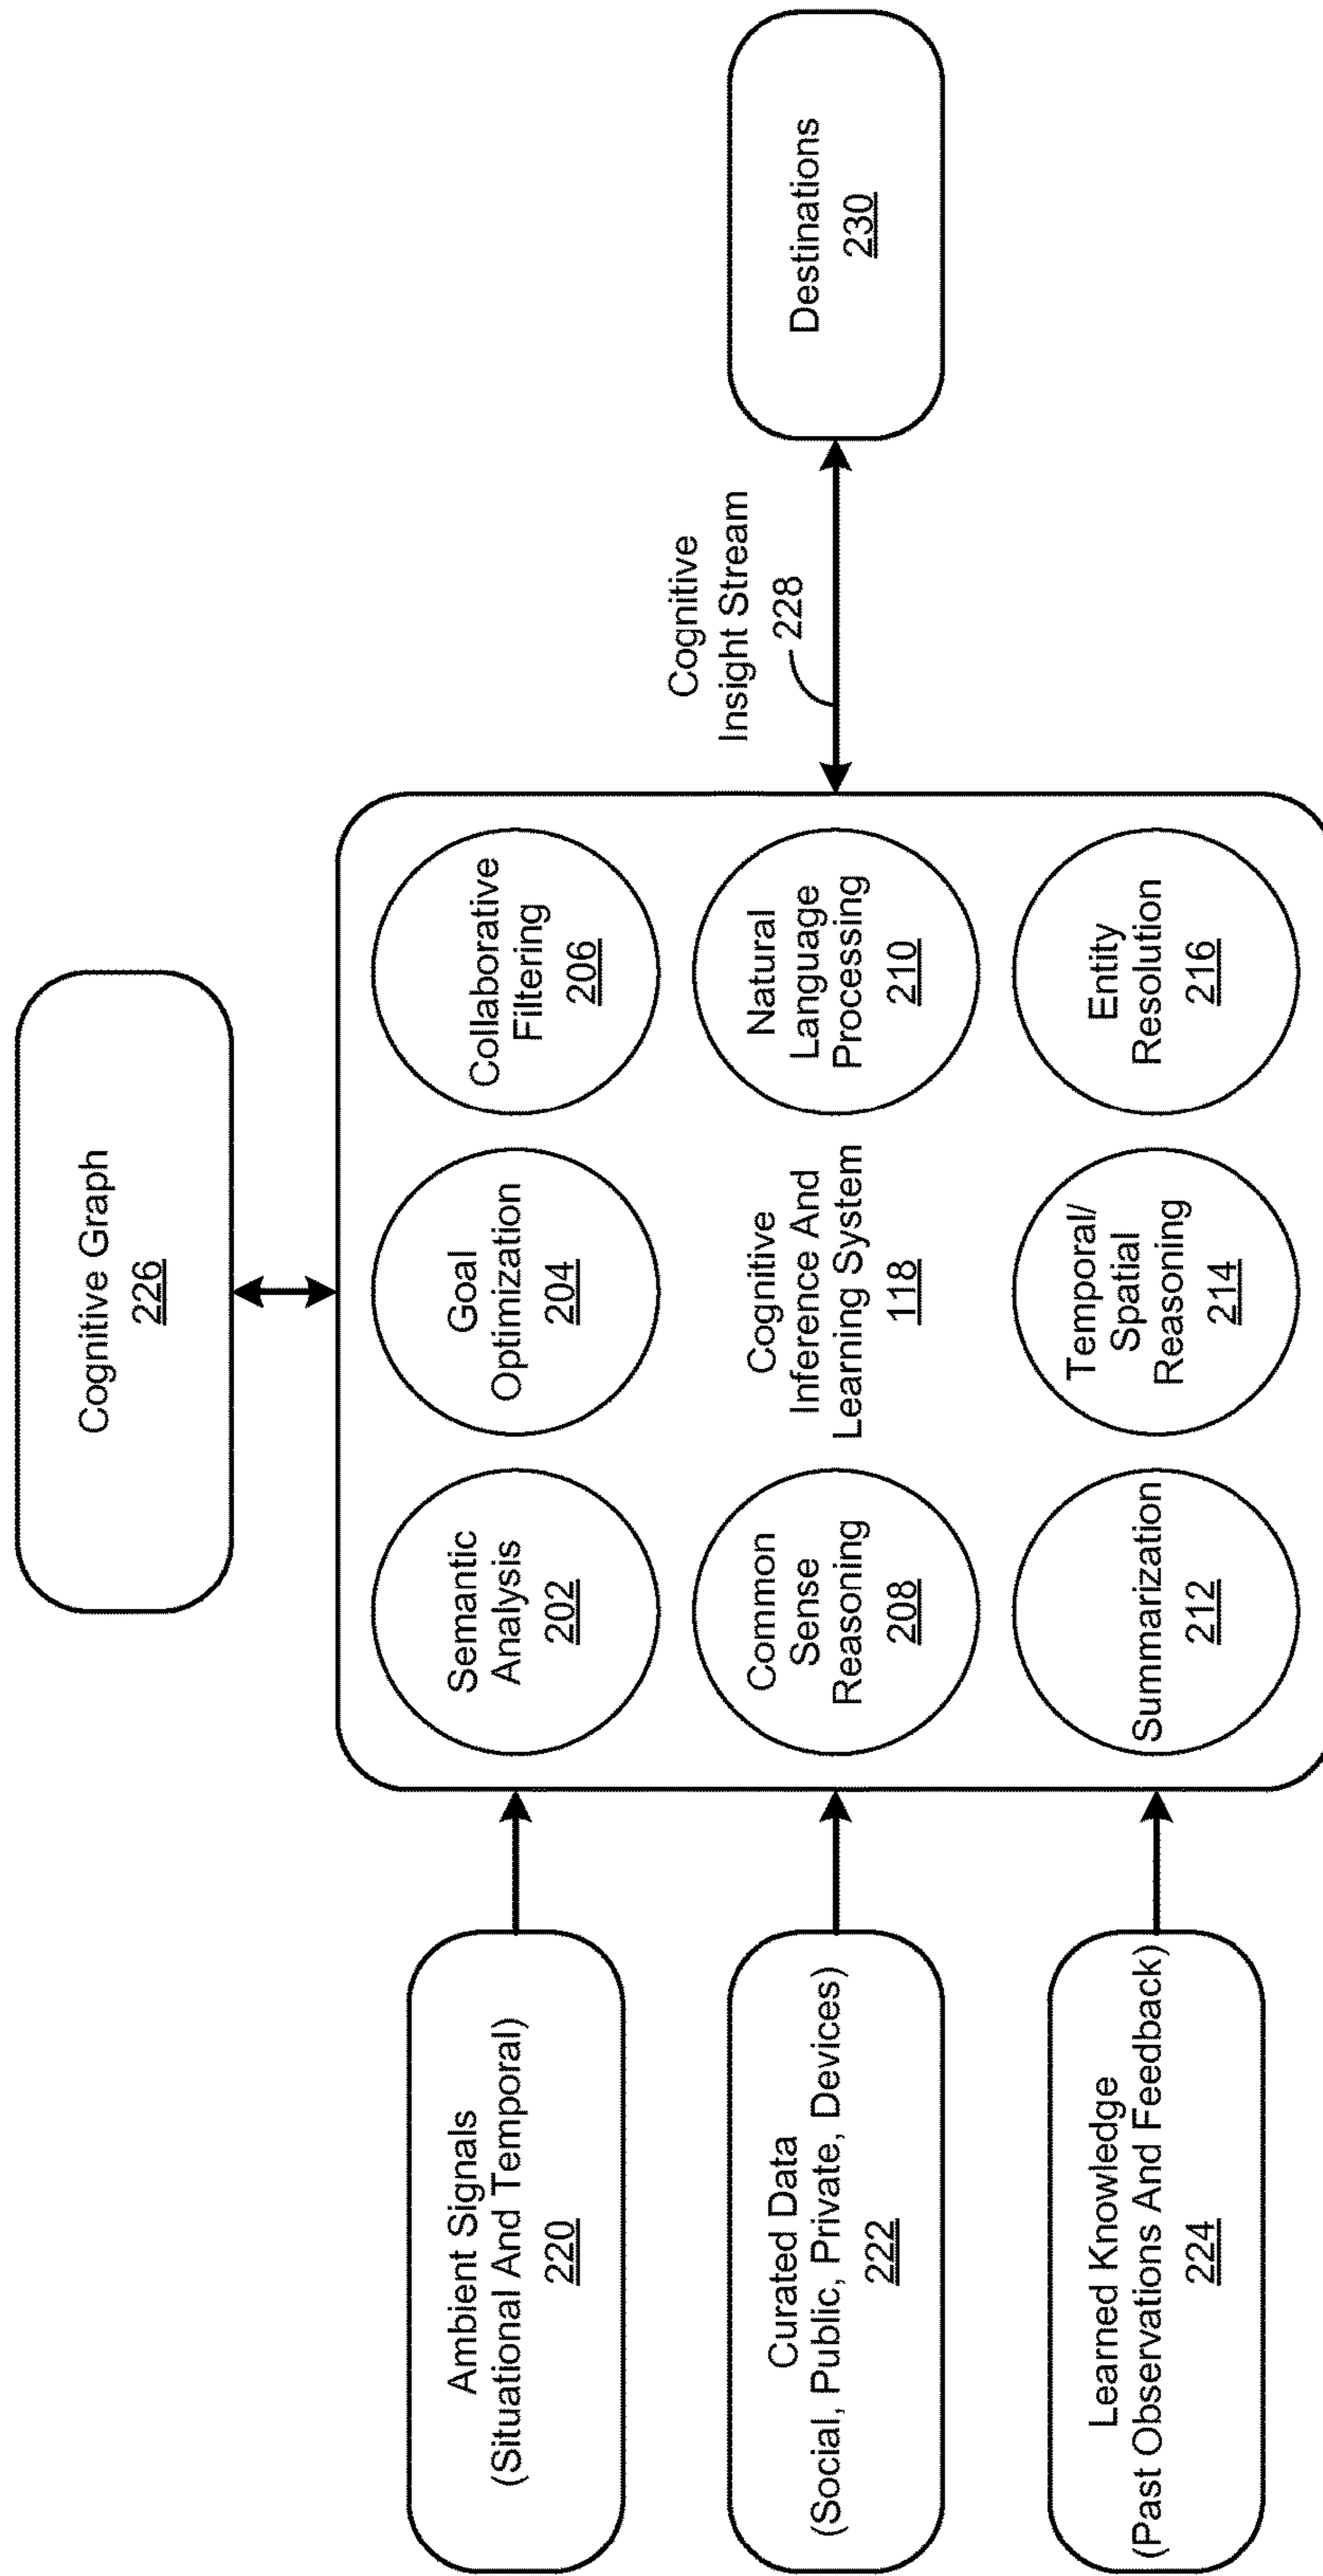 Cognitive Graph
226
Ambient Signals
(Situational And Temporal)
220
Curated Data
(Social, Public, Private, Devices)
222
Learned Knowledge
(Past Observations And Feedback)
224
Semantic
Analysis
202
Goal
Optimization
204
Collaborative
Filtering
206
Common
Sense
Reasoning
208
Cognitive
Inference And
Learning System
118
Natural
Language
Processing
210
Summarization
212
Temporal/
Spatial
Reasoning
214
Entity
Resolution
216
Cognitive
Insight Stream
228
Destinations
230